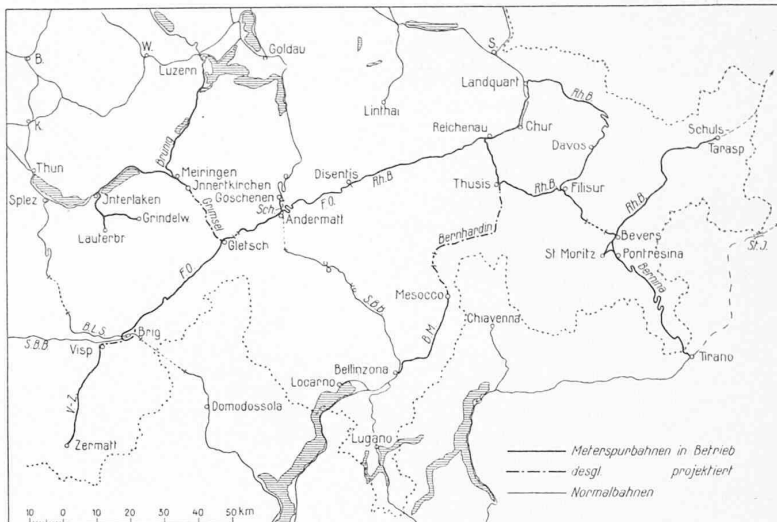 B.
W.
Luzern
Goldau
S.
Landquart
Rh.B.
Linthal
K.
Brünig
Reichenau
Chur
Davos
Schuls
Tarasp
Thun
Meiringen
Innertkirchen
Disentis
Rh.B.
Thusis
Rh.B.
Filisur
Rh.B.
Spiez
Interlaken
Göschenen
Sch.
F.O.
Andermatt
Grindelw.
Grimsel
Lauterbr
Gletsch
Bernhardin
Bevers
St Moritz
Pontresina
St.J.
F.O.
Mesocco
Bernina
S.B.B.
B.L.S.
Brig
S.B.B.
Visp
B.M.
Chiavenna
Tirano
Bellinzona
Locarno
V.-Z.
Domodossola
Zermatt
Lugano
Meterspurbahnen in Betrieb
desgl. projektiert
Normalbahnen
10 0 10 20 30 40 50 km